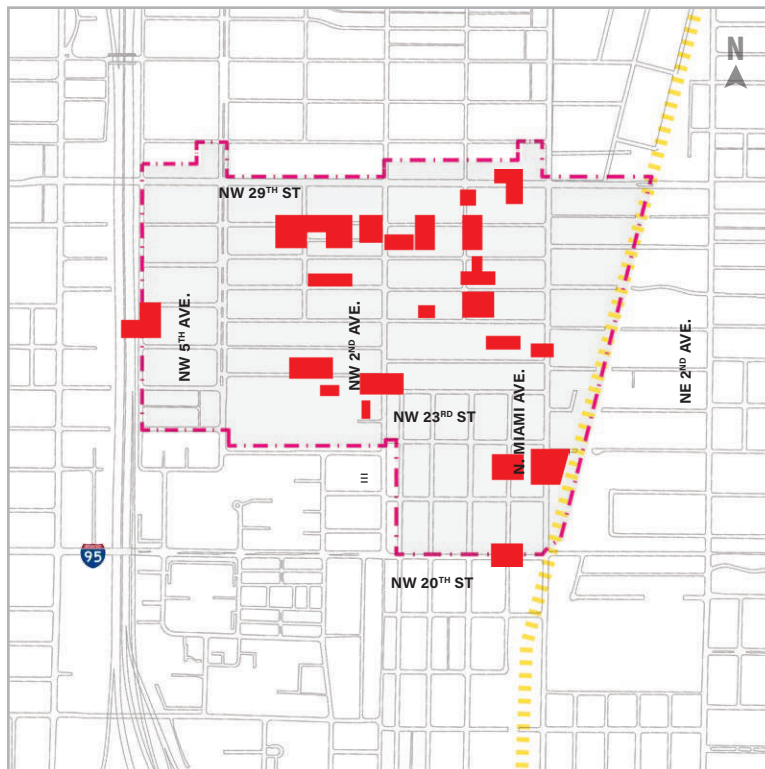 N
NW 29TH ST
NW 5TH AVE.
NW 2ND AVE.
NE 2ND AVE.
N. MIAMI AVE.
NW 23RD ST
95
NW 20TH ST